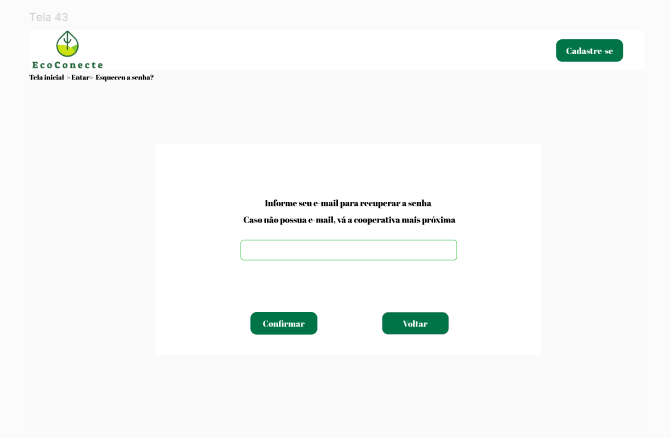 Tela 43
EcoConecte
Cadastre-se
Tela inicial > Entar> Esqueceu a senha?
Informe seu e-mail para recuperar a senha
Caso não possua e-mail, vá a cooperativa mais próxima
Confirmar
Voltar